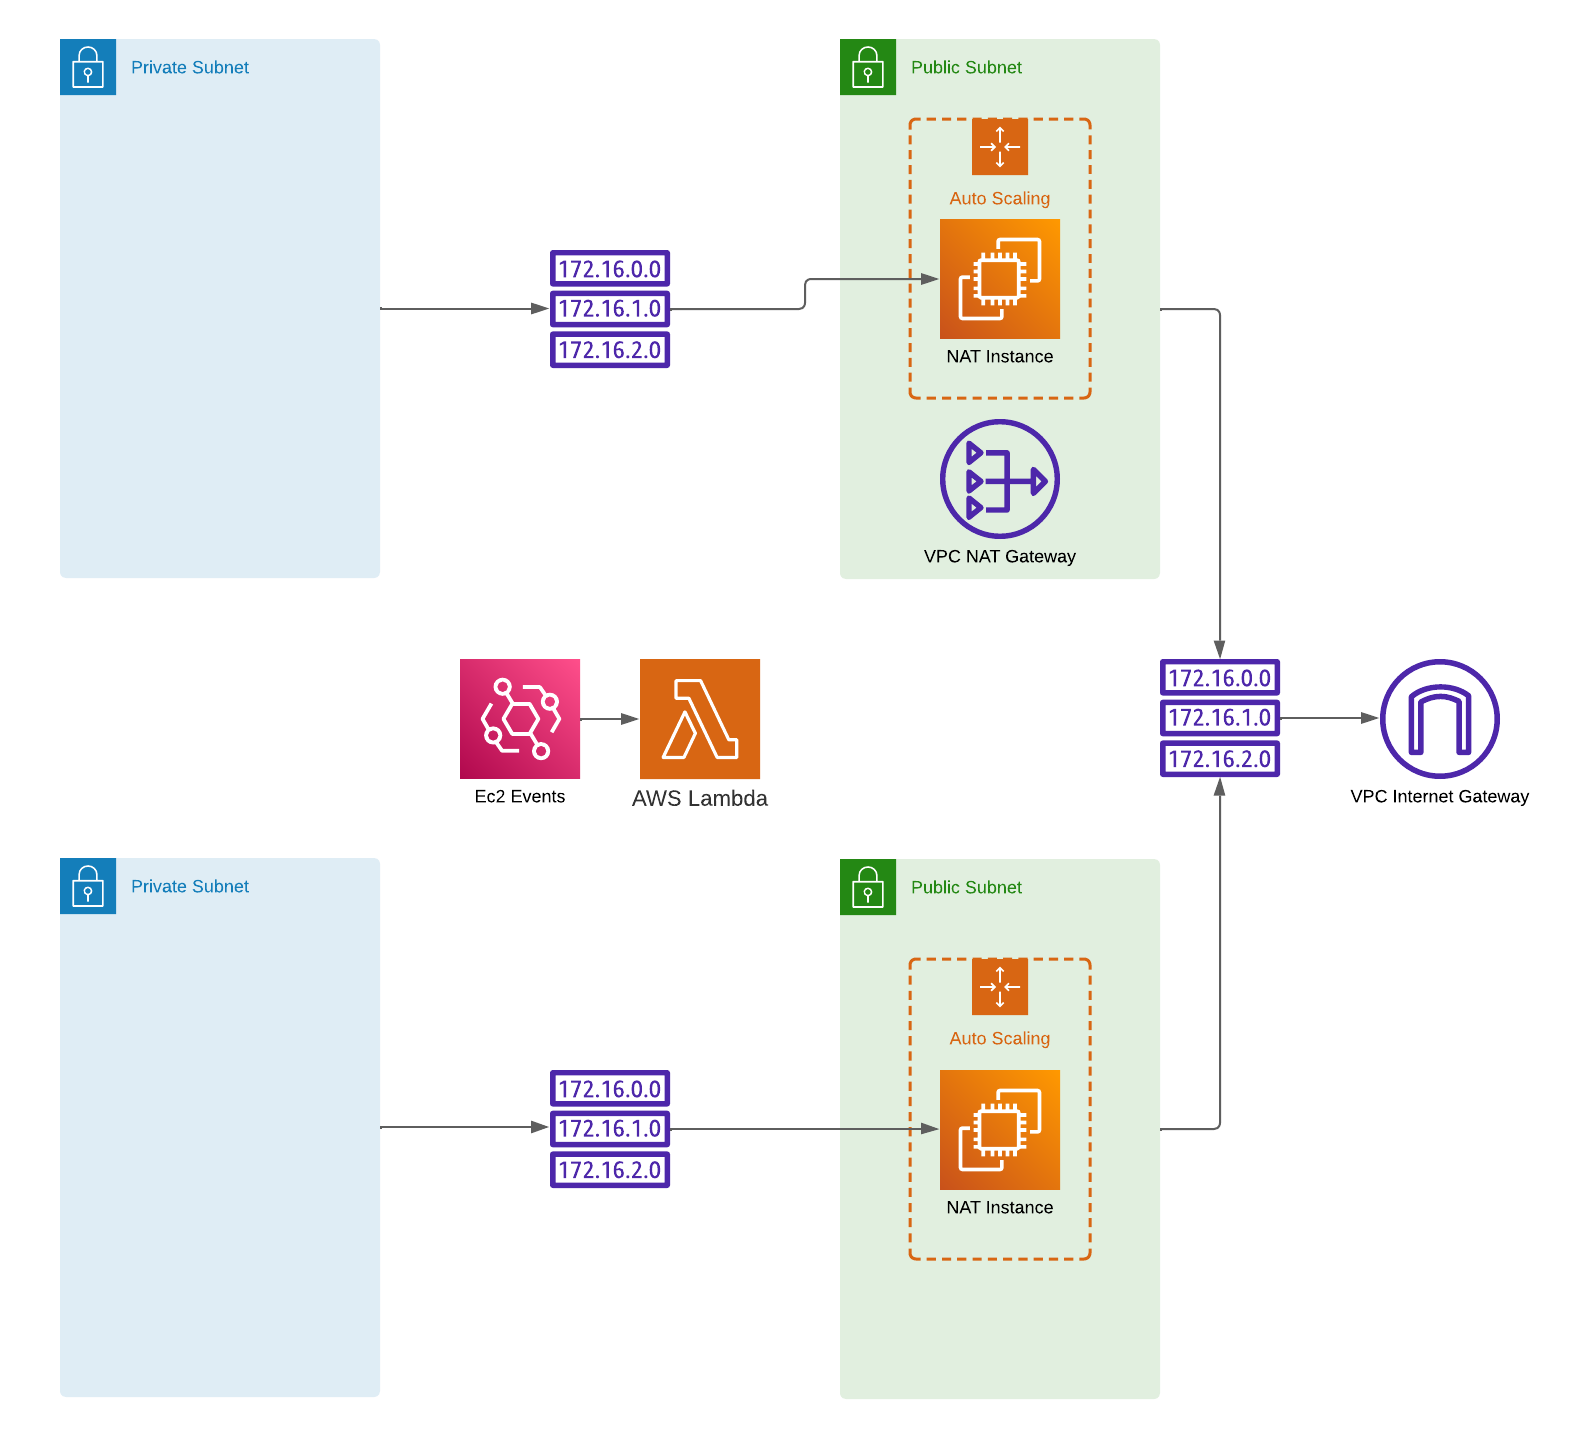 Private Subnet
Public Subnet
Auto Scaling
172.16.0.0
172.16.1.0
172.16.2.0
NAT Instance
VPC NAT Gateway
Ec2 Events
AWS Lambda
172.16.0.0
172.16.1.0
172.16.2.0
VPC Internet Gateway
Private Subnet
Public Subnet
Auto Scaling
172.16.0.0
172.16.1.0
172.16.2.0
NAT Instance